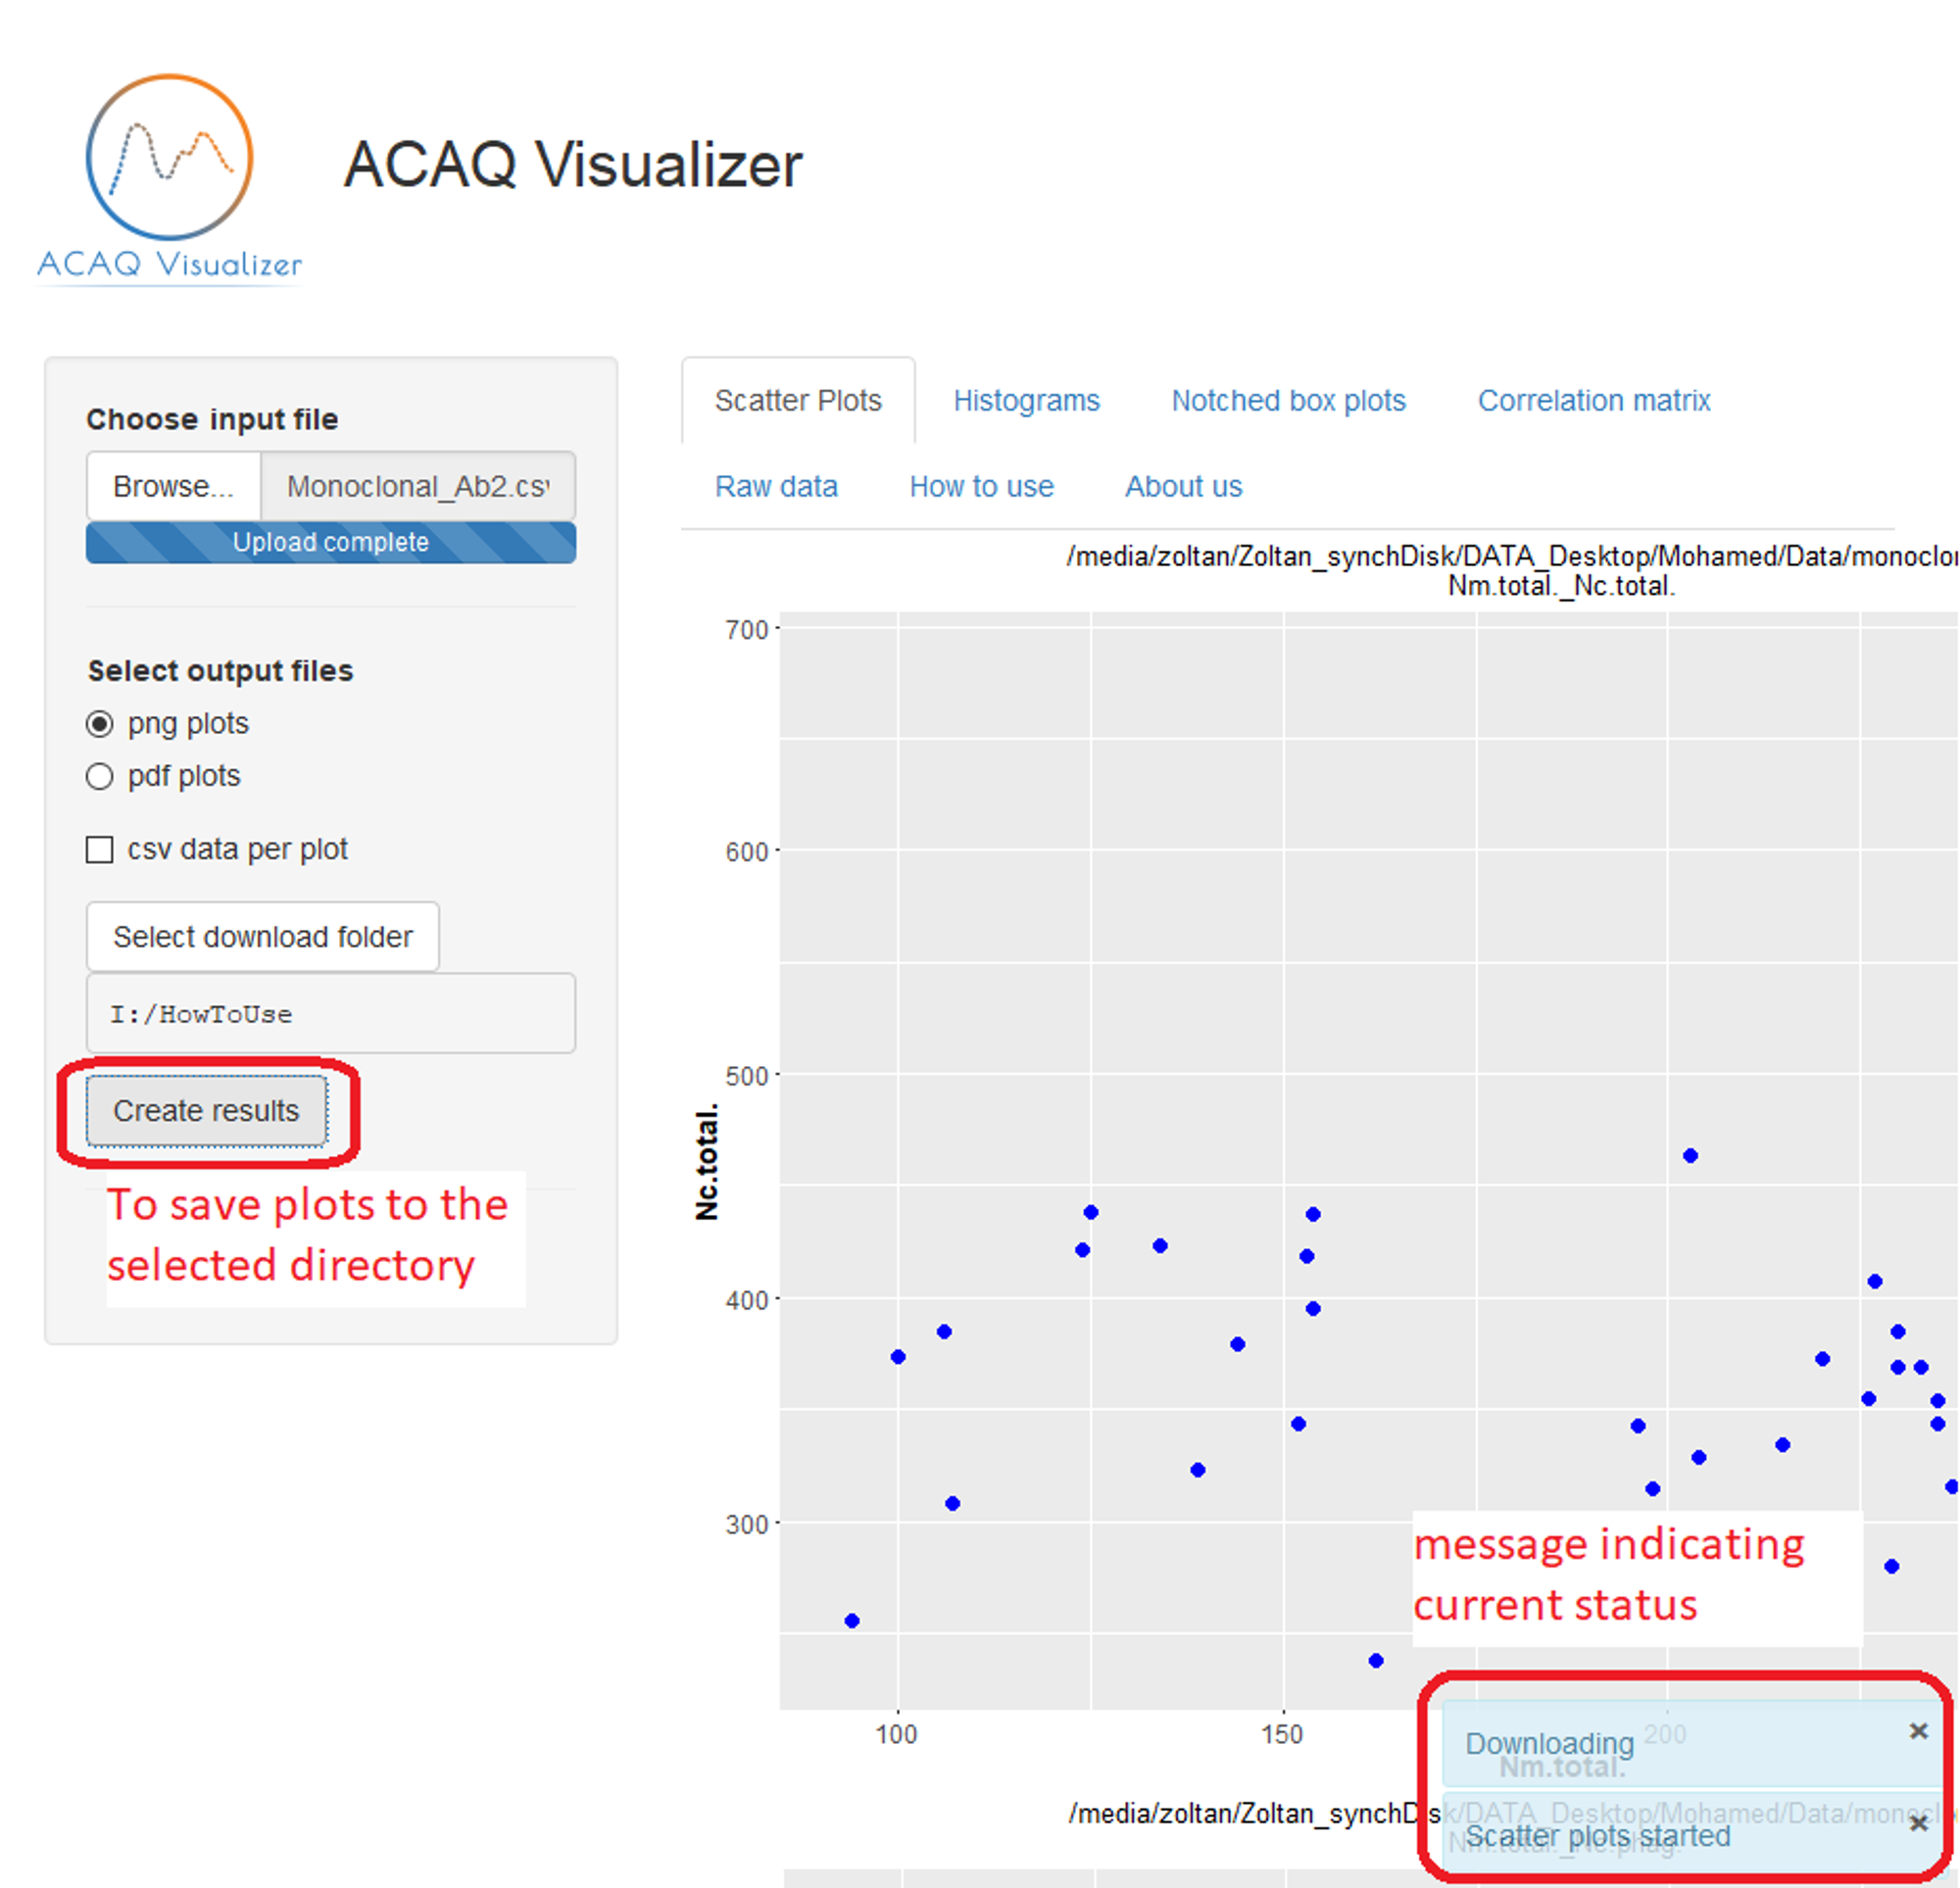 ACAQ Visualizer
ACAQ Visualizer
Choose input file
Browse...
Monoclonal_Ab2.csv
Upload complete
Select output files
png plots
pdf plots
csv data per plot
Select download folder
I:/HowToUse
Create results
To save plots to the
selected directory
Scatter Plots
Histograms
Notched box plots
Correlation matrix
Raw data
How to use
About us
/media/zoltan/Zoltan_synchDisk/DATA_Desktop/Mohamed/Data/monoclo
Nm.total._Nc.total.
700
600
500
400
300
Nc.total.
100
150
200
Nm.total.
message indicating
current status
Downloading
×
/media/zoltan/Zoltan_synchDisk/DATA_Desktop/Mohamed/Data/monocl
Nm.total._Nc.phag.
Scatter plots started
×